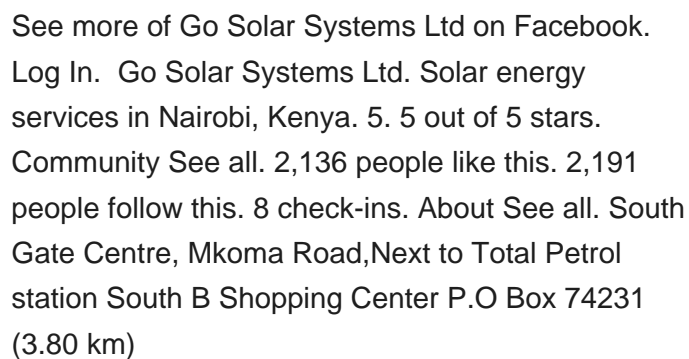 See more of Go Solar Systems Ltd on Facebook.
Log In.  Go Solar Systems Ltd. Solar energy
services in Nairobi, Kenya. 5. 5 out of 5 stars.
Community See all. 2,136 people like this. 2,191
people follow this. 8 check-ins. About See all. South
Gate Centre, Mkoma Road,Next to Total Petrol
station South B Shopping Center P.O Box 74231
(3.80 km)